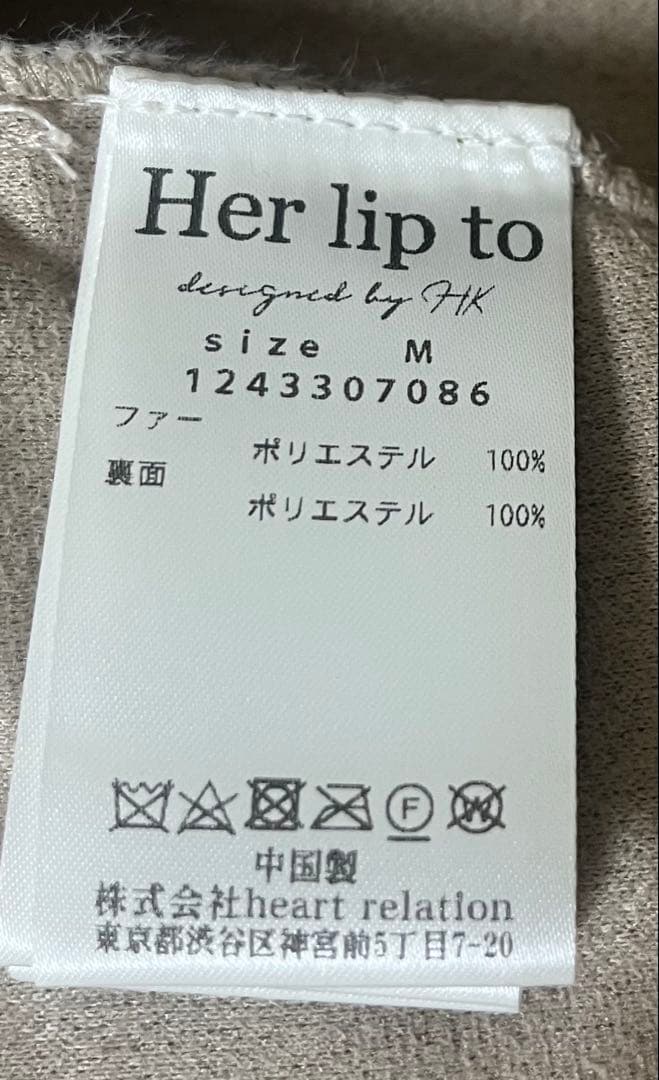 Her lip to
designed by HK
size M
1243307086
ファー
ポリエステル 100%
裏面
ポリエステル 100%
F
W
中国製
株式会社heart relation
東京都渋谷区神宮前5丁目7-20